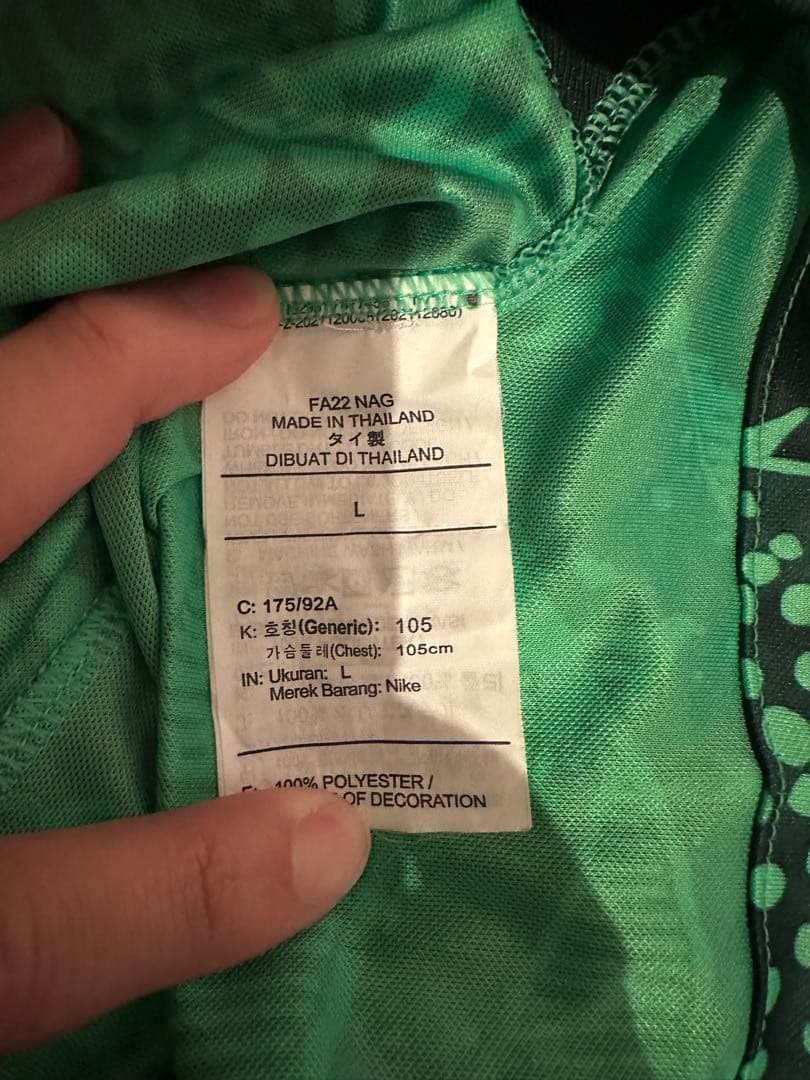 FA22 NAG
MADE IN THAILAND
タイ製
DIBUAT DI THAILAND
L
C: 175/92A
K: 호칭(Generic): 105
가슴둘레(Chest): 105cm
IN: Ukuran: L
Merek Barang: Nike
100% POLYESTER /
OF DECORATION